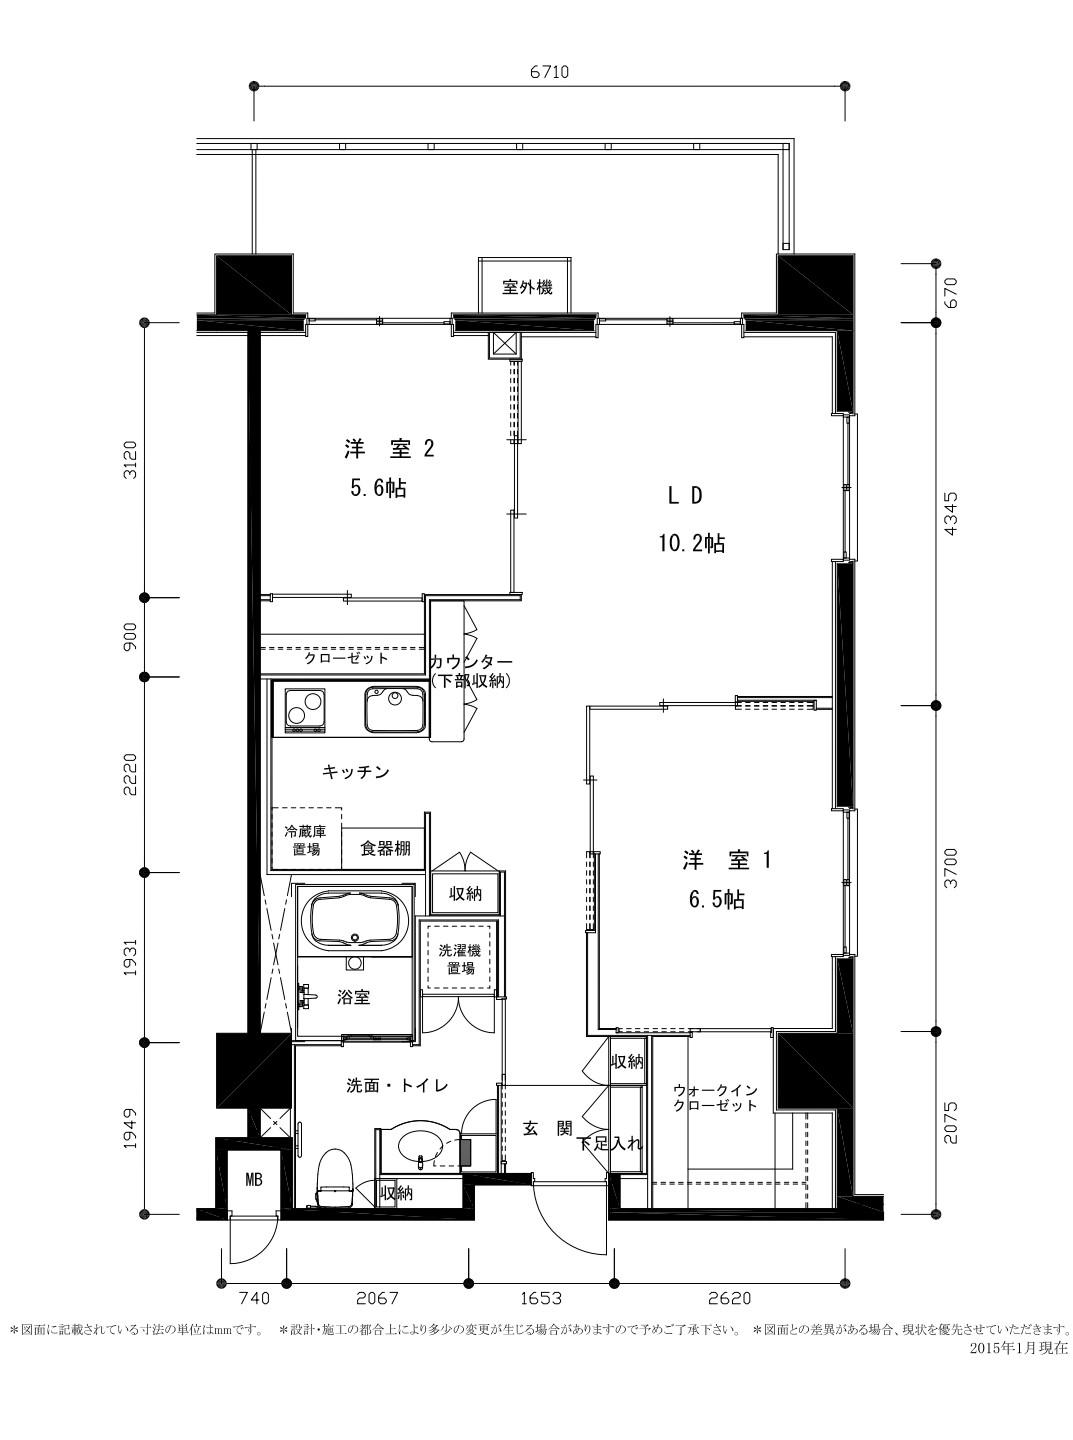 6710
室外機
670
洋 室 2
5.6帖
3120
LD
10.2帖
4345
クローゼット
900
カウンター
(下部収納)
キッチン
2220
冷蔵庫
置場
食器棚
洋 室 1
6.5帖
3700
収納
洗濯機
置場
1931
浴室
洗面・トイレ
収納
ウォークイン
クローゼット
玄 関
下足入れ
1949
2075
MB
収納
740
2067
1653
2620
＊図面に記載されている寸法の単位はmmです。 ＊設計・施工の都合上により多少の変更が生じる場合がありますので予めご了承下さい。 ＊図面との差異がある場合、現状を優先させていただきます。
2015年1月現在